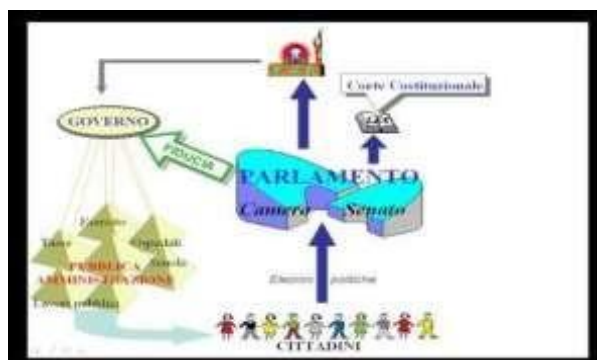 Corte Costituzionale
GOVERNO
FIDUCIA
PARLAMENTO
Camera Senato
Esercito
Tasse Ospedali
Scuola
PUBBLICA
AMMINISTRAZIONE
Lavori pubblici
Elezioni politiche
CITTADINI